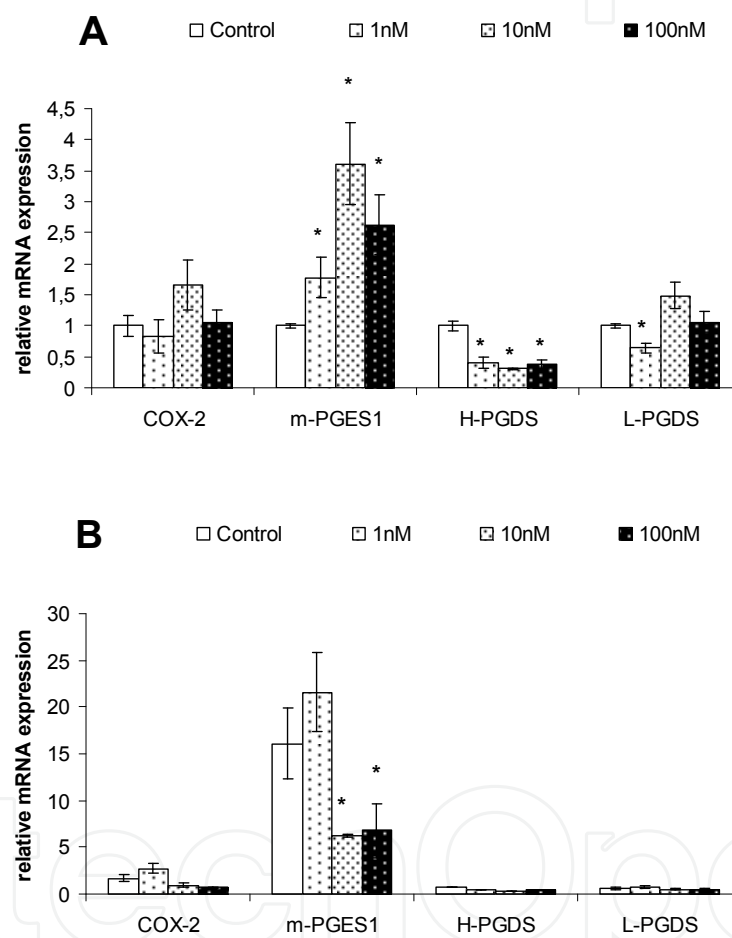 A
Control 1nM 10nM 100nM
relative mRNA expression
4,5
4
3,5
3
2,5
2
1,5
1
0,5
0
* * * * * * *
COX-2 m-PGES1 H-PGDS L-PGDS
B
Control 1nM 10nM 100nM
relative mRNA expression
30
25
20
15
10
5
0
* *
COX-2 m-PGES1 H-PGDS L-PGDS